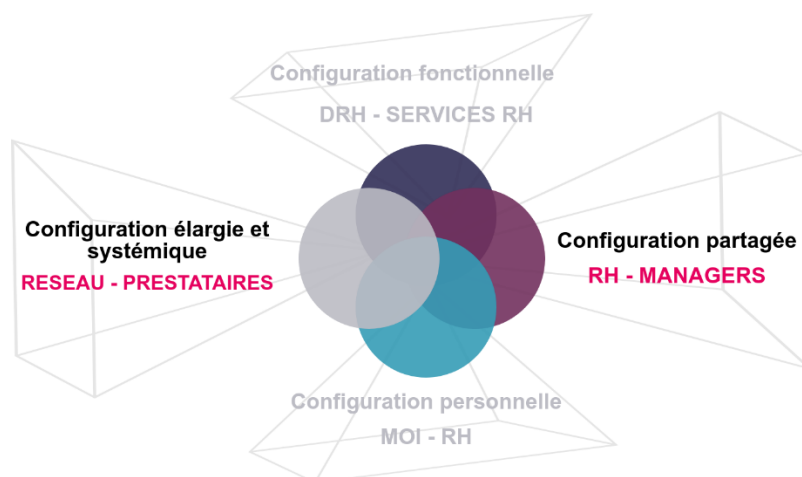 Configuration fonctionnelle
DRH - SERVICES RH
Configuration élargie et
systémique
RESEAU - PRESTATAIRES
Configuration partagée
RH - MANAGERS
Configuration personnelle
MOI - RH